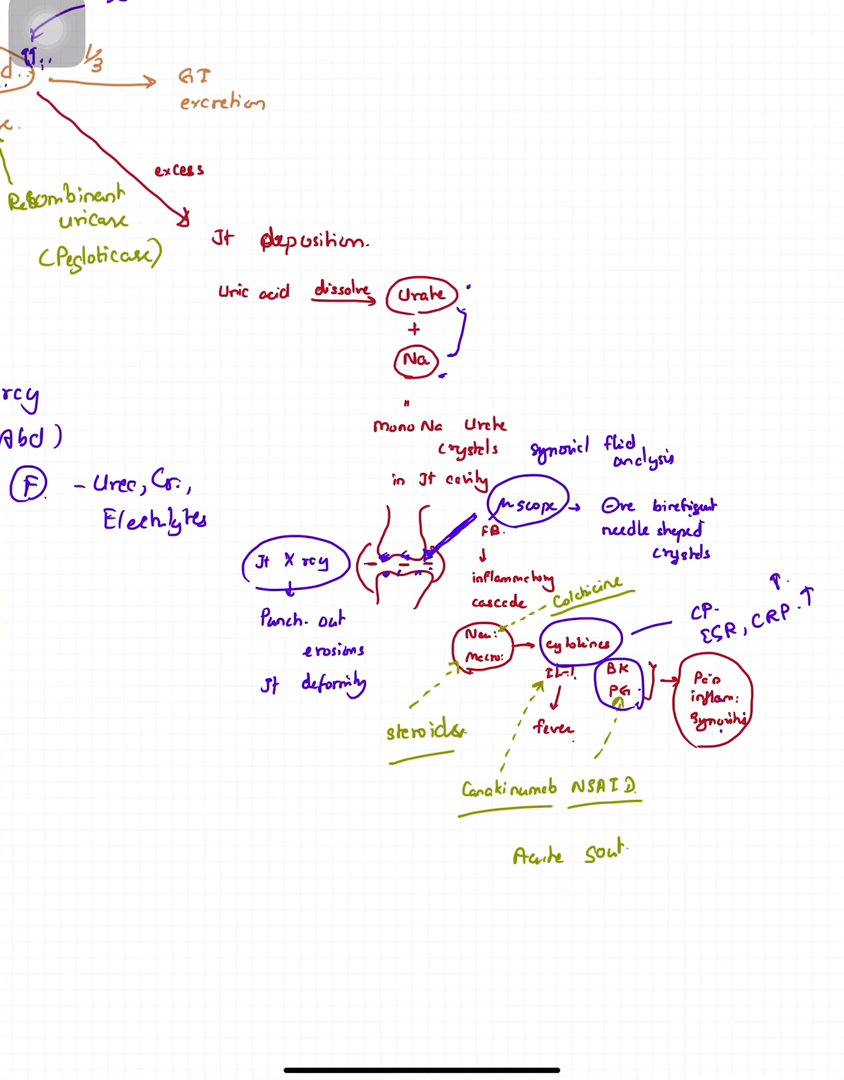 1/3
GI
excretion
d.
excess
Recombinant
uricase
(Pegloticase)
Jt deposition.
Uric acid dissolve Urate
+
Na
"
Mono Na Urate
Crystals
in Jt cavity
rcy
Abd)
F - Urea, Cr.,
Electrolytes
Synovial fluid
analysis
μscope → ⊖ve birefrigent
needle shaped
crystals
FB.
inflammatory
cascade
Colchicine
Jt X rcy
Punch. out
erosions
Jt deformity
Neu:
Macro:
cytokines
CP-
ESR, CRP. ↑
IL-1
fever
BK
PG
Pain
inflam:
Synovitis
steroids
Canakinumab NSAID.
Acute Gout.